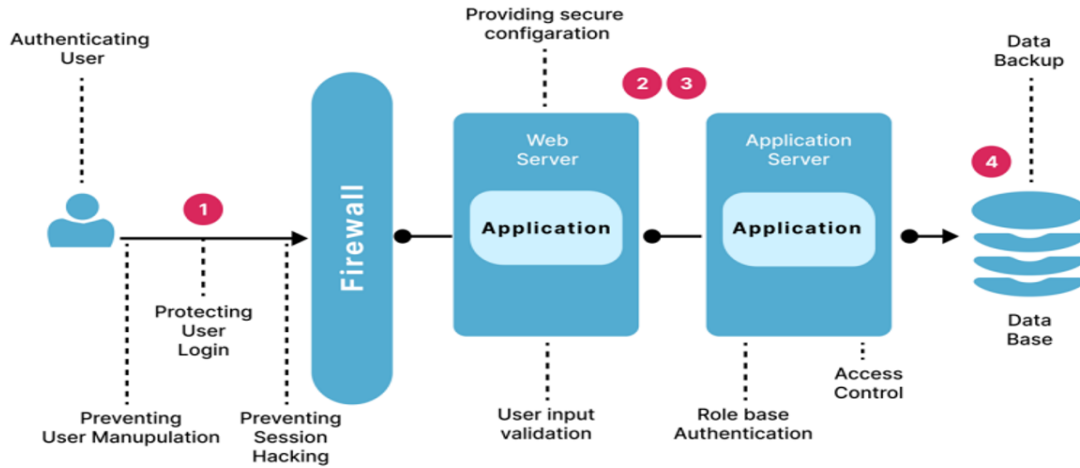 Authenticating
User
Providing secure
configaration
Data
Backup
1
2
3
4
Firewall
Web
Server
Application
Application
Server
Application
Protecting
User
Login
Preventing
User Manupulation
Preventing
Session
Hacking
User input
validation
Role base
Authentication
Access
Control
Data
Base